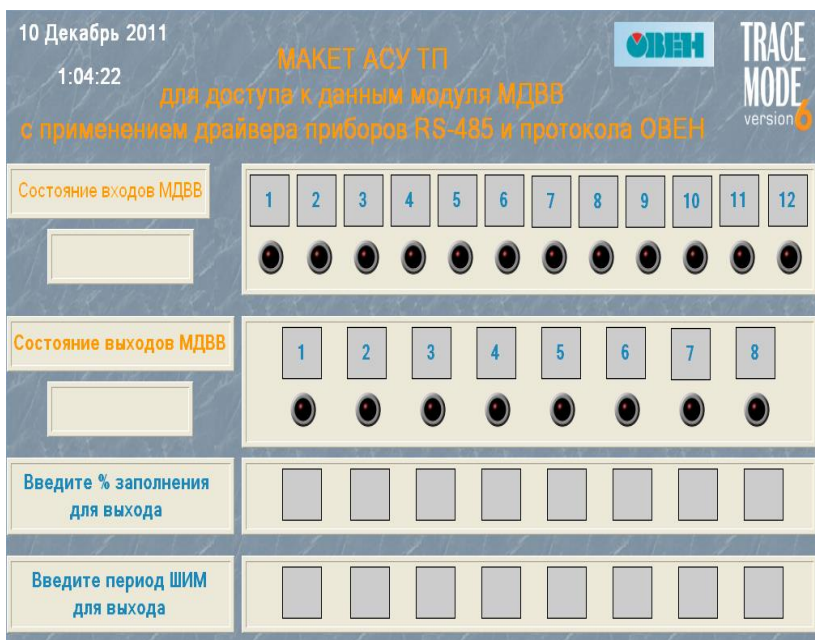 10 Декабрь 2011
1:04:22
МАКЕТ АСУ ТП
для доступа к данным модуля МДВВ
с применением драйвера приборов RS-485 и протокола ОВЕН
ОВЕН
TRACE
MODE
version 6
Состояние входов МДВВ
1 2 3 4 5 6 7 8 9 10 11 12
Состояние выходов МДВВ
1 2 3 4 5 6 7 8
Введите % заполнения
для выхода
Введите период ШИМ
для выхода